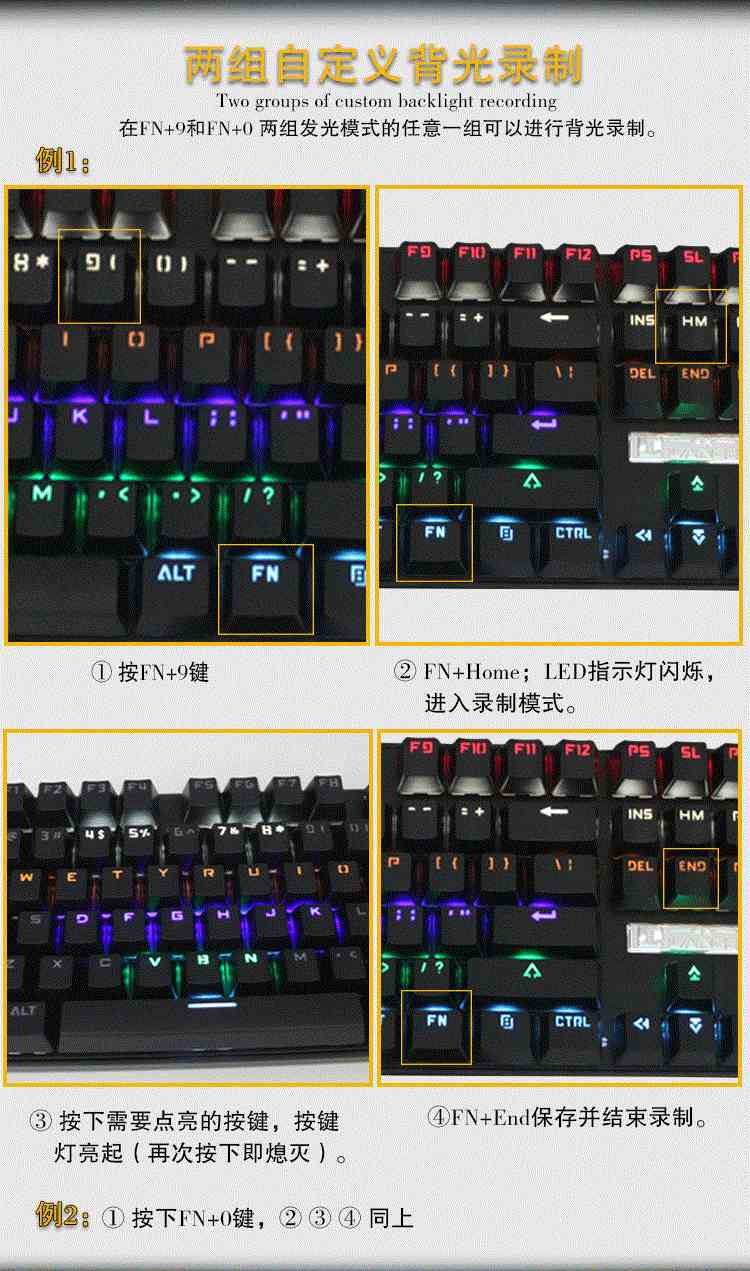 两组自定义背光录制
Two groups of custom backlight recording
在FN+9和FN+0 两组发光模式的任意一组可以进行背光录制。
例1：
8* 9( 0) -- =+
I O P [{ ]}
J K L ;: '"
M ,< .> /?
ALT FN
F9 F10 F11 F12 PS SL
-- =+ ← INS HM
P [{ ]} \| DEL END
;: '"
/?
FN CTRL
① 按FN+9键
② FN+Home；LED指示灯闪烁，
进入录制模式。
F1 F2 F3 F4 F5 F6 F7 F8
3# 4$ 5% 6^ 7& 8* 9( 0)
W E T Y R U I O
S D F G H J K L
Z X C V B N M ,<
ALT
F9 F10 F11 F12 PS SL
-- =+ ← INS HM
P [{ ]} \| DEL END
;: '"
/?
FN CTRL
③ 按下需要点亮的按键，按键
灯亮起（再次按下即熄灭）。
④FN+End保存并结束录制。
例2：① 按下FN+0键，② ③ ④ 同上